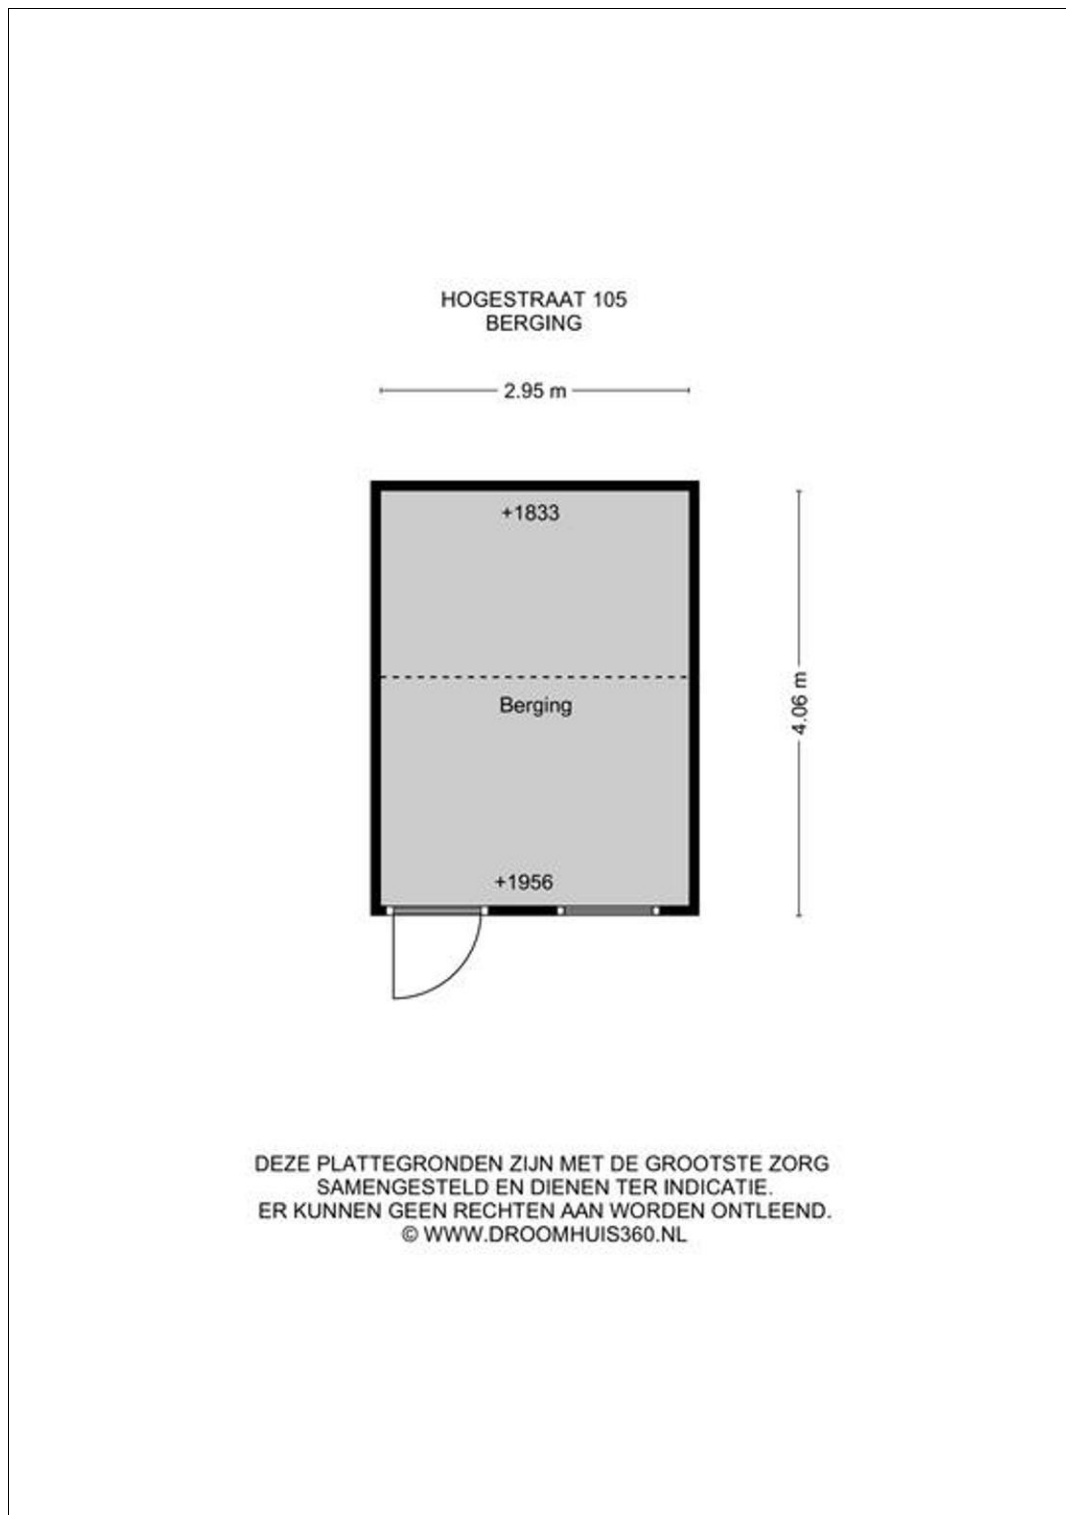 HOGESTRAAT 105
BERGING
2.95 m
+1833
Berging
4.06 m
+1956
DEZE PLATTEGRONDEN ZIJN MET DE GROOTSTE ZORG
SAMENGESTELD EN DIENEN TER INDICATIE.
ER KUNNEN GEEN RECHTEN AAN WORDEN ONTLEEND.
© WWW.DROOMHUIS360.NL